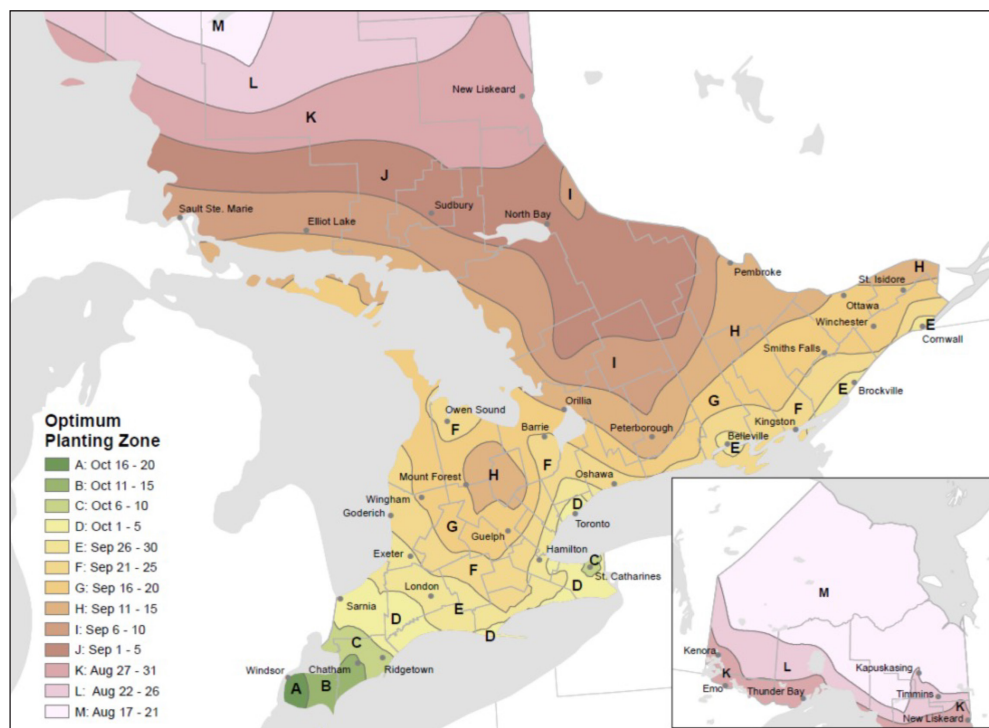 M
L
New Liskeard
K
J
I
Sault Ste. Marie
Elliot Lake
Sudbury
North Bay
Pembroke
H
St. Isidore
Ottawa
Winchester
E
Cornwall
Smiths Falls
H
I
G
Orillia
Brockville
E
F
Kingston
Owen Sound
F
Barrie
Peterborough
Belleville
E
F
Mount Forest
H
Oshawa
Wingham
Goderich
G
Guelph
D
Toronto
Exeter
F
Hamilton
C
St. Catharines
D
London
Sarnia
D
E
D
C
Windsor
Chatham
Ridgetown
A
B
Optimum
Planting Zone
A: Oct 16 - 20
B: Oct 11 - 15
C: Oct 6 - 10
D: Oct 1 - 5
E: Sep 26 - 30
F: Sep 21 - 25
G: Sep 16 - 20
H: Sep 11 - 15
I: Sep 6 - 10
J: Sep 1 - 5
K: Aug 27 - 31
L: Aug 22 - 26
M: Aug 17 - 21
M
Kenora
K
Emo
L
Thunder Bay
Kapuskasing
Timmins
K
New Liskeard